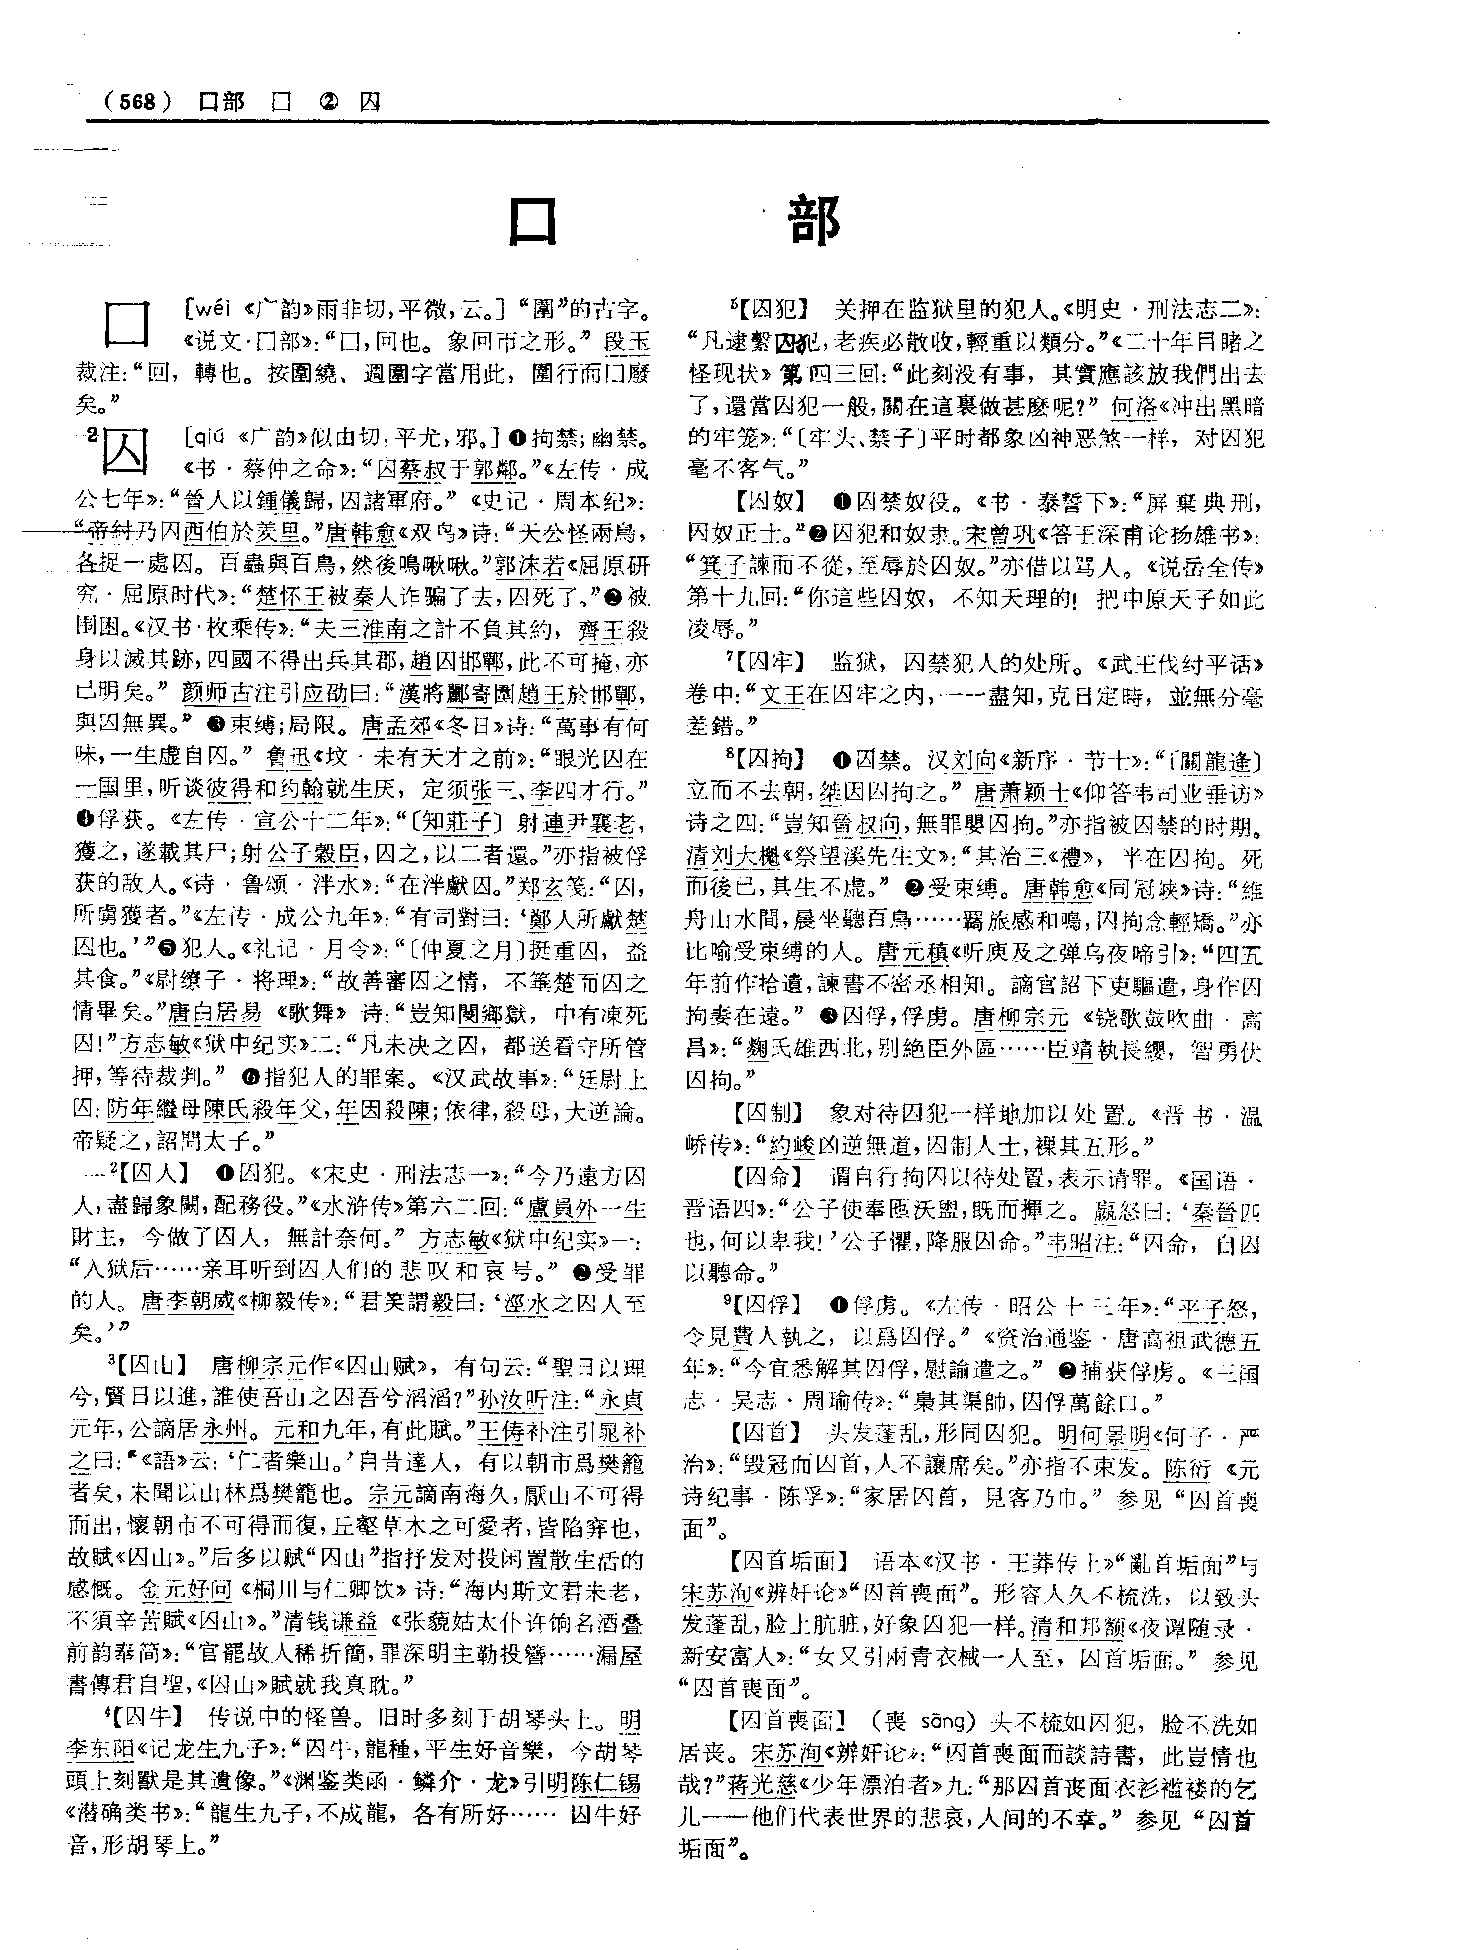 (568) 囗部 囗 ② 囚
囗 部
囗 [wéi 《广韵》雨非切,平微,云。] “圍”的古字。
《说文·囗部》:“囗,回也。象回帀之形。” 段玉
裁注:“回,轉也。按圍繞、週圍字當用此,圍行而囗廢
矣。”
2囚 [qiú 《广韵》似由切,平尤,邪。]❶拘禁;幽禁。
《书·蔡仲之命》:“囚蔡叔于郭鄰。”《左传·成
公七年》:“晉人以鍾儀歸,囚諸軍府。” 《史记·周本纪》:
“帝紂乃囚西伯於羑里。”唐韩愈《双鸟》诗:“天公怪兩鳥,
各捉一處囚。百蟲與百鳥,然後鳴啾啾。”郭沫若《屈原研
究·屈原时代》:“楚怀王被秦人诈骗了去,囚死了。”❷被
围困。《汉书·枚乘传》:“夫三淮南之計不負其約,齊王殺
身以滅其跡,四國不得出兵其郡,趙囚邯鄲,此不可掩,亦
已明矣。” 颜师古注引应劭曰:“漢將酈寄圍趙王於邯鄲,
與囚無異。” ❸束缚;局限。唐孟郊《冬日》诗:“萬事有何
味,一生虚自囚。” 鲁迅《坟·未有天才之前》:“眼光囚在
一国里,听谈彼得和约翰就生厌,定须张三、李四才行。”
❹俘获。《左传·宣公十二年》:“〔知莊子〕射連尹襄老,
獲之,遂載其尸;射公子穀臣,囚之,以二者還。”亦指被俘
获的敌人。《诗·鲁颂·泮水》:“在泮獻囚。”郑玄笺:“囚,
所虜獲者。”《左传·成公九年》:“有司對曰:‘鄭人所獻楚
囚也。’”❺犯人。《礼记·月令》:“〔仲夏之月〕挺重囚,益
其食。”《尉缭子·将理》:“故善審囚之情,不箠楚而囚之
情畢矣。”唐白居易《歌舞》诗:“豈知閿鄉獄,中有凍死
囚!”方志敏《狱中纪实》二:“凡未决之囚,都送看守所管
押,等待裁判。” ❻指犯人的罪案。《汉武故事》:“廷尉上
囚:防年繼母陳氏殺年父,年因殺陳;依律,殺母,大逆論。
帝疑之,詔問太子。”
2【囚人】 ❶囚犯。《宋史·刑法志一》:“今乃遠方囚
人,盡歸象闕,配務役。”《水浒传》第六二回:“盧員外一生
財主,今做了囚人,無計奈何。” 方志敏《狱中纪实》一:
“入狱后……亲耳听到囚人们的悲叹和哀号。” ❷受罪
的人。唐李朝威《柳毅传》:“君笑謂毅曰:‘涇水之囚人至
矣。’”
3【囚山】 唐柳宗元作《囚山赋》,有句云:“聖日以理
兮,賢日以進,誰使吾山之囚吾兮滔滔?”孙汝听注:“永貞
元年,公謫居永州。元和九年,有此賦。”王俦补注引晁补
之曰:“《語》云:‘仁者樂山。’自昔達人,有以朝市爲樊籠
者矣,未聞以山林爲樊籠也。宗元謫南海久,厭山不可得
而出,懷朝市不可得而復,丘壑草木之可愛者,皆陷穽也,
故賦《囚山》。”后多以赋“囚山”指抒发对投闲置散生活的
感慨。金元好问《桐川与仁卿饮》诗:“海内斯文君未老,
不須辛苦賦《囚山》。”清钱谦益《张藐姑太仆许饷名酒叠
前韵奉简》:“官罷故人稀折簡,罪深明主勒投簪……漏屋
書傳君自聖,《囚山》賦就我真耽。”
4【囚牛】 传说中的怪兽。旧时多刻于胡琴头上。明
李东阳《记龙生九子》:“囚牛,龍種,平生好音樂,今胡琴
頭上刻獸是其遺像。”《渊鉴类函·鳞介·龙》引明陈仁锡
《潜确类书》:“龍生九子,不成龍,各有所好…… 囚牛好
音,形胡琴上。”
5【囚犯】 关押在监狱里的犯人。《明史·刑法志二》:
“凡逮繫囚犯,老疾必散收,輕重以類分。”《二十年目睹之
怪现状》第四三回:“此刻没有事,其實應該放我們出去
了,還當囚犯一般,關在這裏做甚麽呢?” 何洛《冲出黑暗
的牢笼》:“〔牢头、禁子〕平时都象凶神恶煞一样,对囚犯
毫不客气。”
【囚奴】 ❶囚禁奴役。《书·泰誓下》:“屏棄典刑,
囚奴正士。”❷囚犯和奴隶。宋曾巩《答王深甫论扬雄书》:
“箕子諫而不從,至辱於囚奴。”亦借以骂人。《说岳全传》
第十九回:“你這些囚奴,不知天理的!把中原天子如此
凌辱。”
7【囚牢】 监狱,囚禁犯人的处所。《武王伐纣平话》
卷中:“文王在囚牢之内,一一盡知,克日定時,並無分毫
差錯。”
8【囚拘】 ❶囚禁。汉刘向《新序·节士》:“〔關龍逢〕
立而不去朝,桀因囚拘之。” 唐萧颖士《仰答韦司业垂访》
诗之四:“豈知晉叔向,無罪嬰囚拘。”亦指被囚禁的时期。
清刘大櫆《祭望溪先生文》:“其治三《禮》,半在囚拘。死
而後已,其生不虚。” ❷受束缚。唐韩愈《同冠峡》诗:“維
舟山水間,晨坐聽百鳥……羈旅感和鳴,囚拘念輕矯。”亦
比喻受束缚的人。唐元稹《听庾及之弹乌夜啼引》:“四五
年前作拾遺,諫書不密丞相知。謫官詔下吏驅遣,身作囚
拘妻在遠。” ❸囚俘,俘虏。唐柳宗元《铙歌鼓吹曲·高
昌》:“麴氏雄西北,别絶臣外區……臣靖執長纓,智勇伏
囚拘。”
【囚制】 象对待囚犯一样地加以处置。《晋书·温
峤传》:“約峻凶逆無道,囚制人士,裸其五形。”
【囚命】 谓自行拘囚以待处置,表示请罪。《国语·
晋语四》:“公子使奉匜沃盥,既而揮之。嬴怒曰:‘秦晉匹
也,何以卑我!’公子懼,降服囚命。”韦昭注:“囚命,自囚
以聽命。”
9【囚俘】 ❶俘虏。《左传·昭公十三年》:“平子怒,
令見費人執之,以爲囚俘。” 《资治通鉴·唐高祖武德五
年》:“今宜悉解其囚俘,慰諭遣之。” ❷捕获俘虏。《三国
志·吴志·周瑜传》:“梟其渠帥,囚俘萬餘口。”
【囚首】 头发蓬乱,形同囚犯。明何景明《何子·严
治》:“毁冠而囚首,人不讓席矣。”亦指不束发。陈衍《元
诗纪事·陈孚》:“家居囚首,見客乃巾。”参见“囚首喪
面”。
【囚首垢面】 语本《汉书·王莽传上》“亂首垢面”与
宋苏洵《辨奸论》“囚首喪面”。形容人久不梳洗,以致头
发蓬乱,脸上肮脏,好象囚犯一样。清和邦额《夜谭随录·
新安富人》:“女又引兩青衣械一人至,囚首垢面。” 参见
“囚首喪面”。
【囚首喪面】 (喪 sāng) 头不梳如囚犯,脸不洗如
居丧。宋苏洵《辨奸论》:“囚首喪面而談詩書,此豈情也
哉?”蒋光慈《少年漂泊者》九:“那囚首丧面衣衫褴褛的乞
儿——他们代表世界的悲哀,人间的不幸。” 参见“囚首
垢面”。